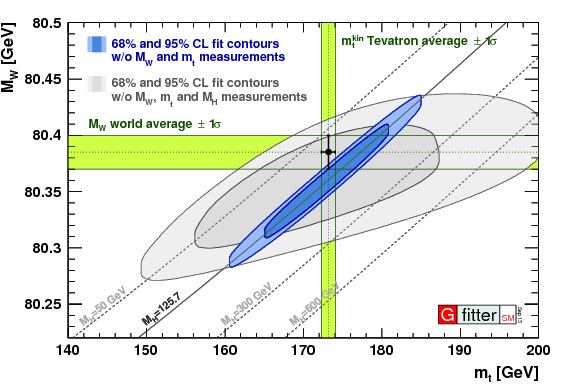 80.5
80.45
80.4
80.35
80.3
80.25
M_W [GeV]
68% and 95% CL fit contours
w/o M_W and m_t measurements
68% and 95% CL fit contours
w/o M_W, m_t and M_H measurements
m_t^kin Tevatron average ± 1σ
M_W world average ± 1σ
M_H=50 GeV
M_H=125.7
M_H=300 GeV
M_H=600 GeV
G fitter SM
Sep 13
140 150 160 170 180 190 200
m_t [GeV]